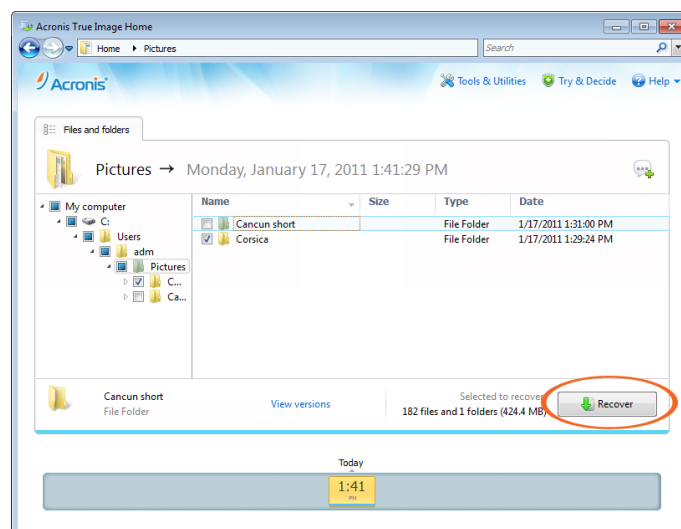 Acronis True Image Home
Home Pictures Search
Acronis Tools & Utilities Try & Decide Help
Files and folders
Pictures → Monday, January 17, 2011 1:41:29 PM
My computer
C:
Users
adm
Pictures
C...
Ca...
Name Size Type Date
Cancun short File Folder 1/17/2011 1:31:00 PM
Corsica File Folder 1/17/2011 1:29:24 PM
Cancun short
File Folder
View versions
Selected to recover
182 files and 1 folders (424.4 MB)
Recover
Today
1:41
PM